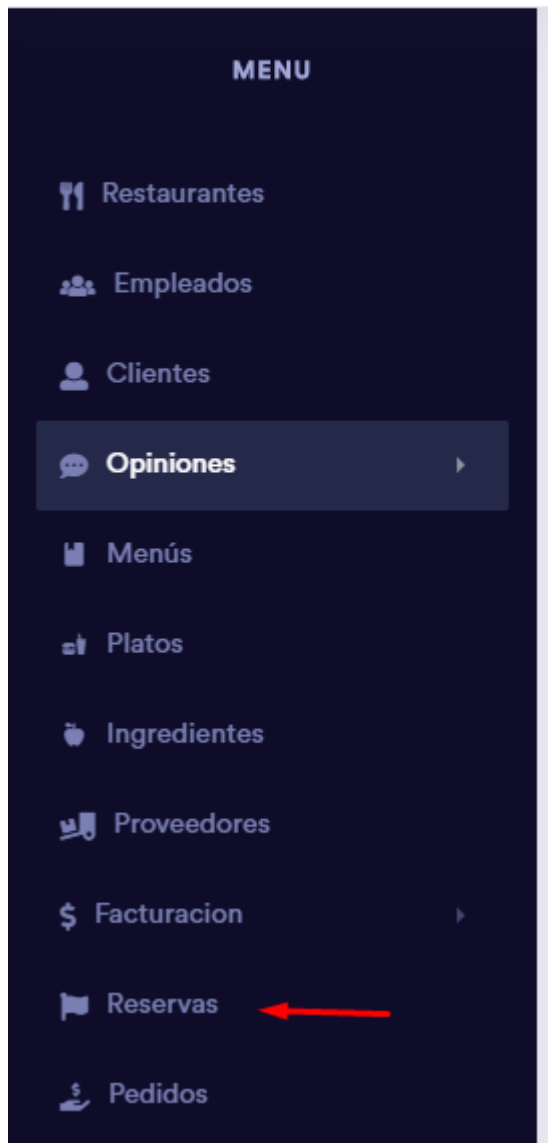 MENU
Restaurantes
Empleados
Clientes
Opiniones
Menús
Platos
Ingredientes
Proveedores
Facturacion
Reservas
Pedidos